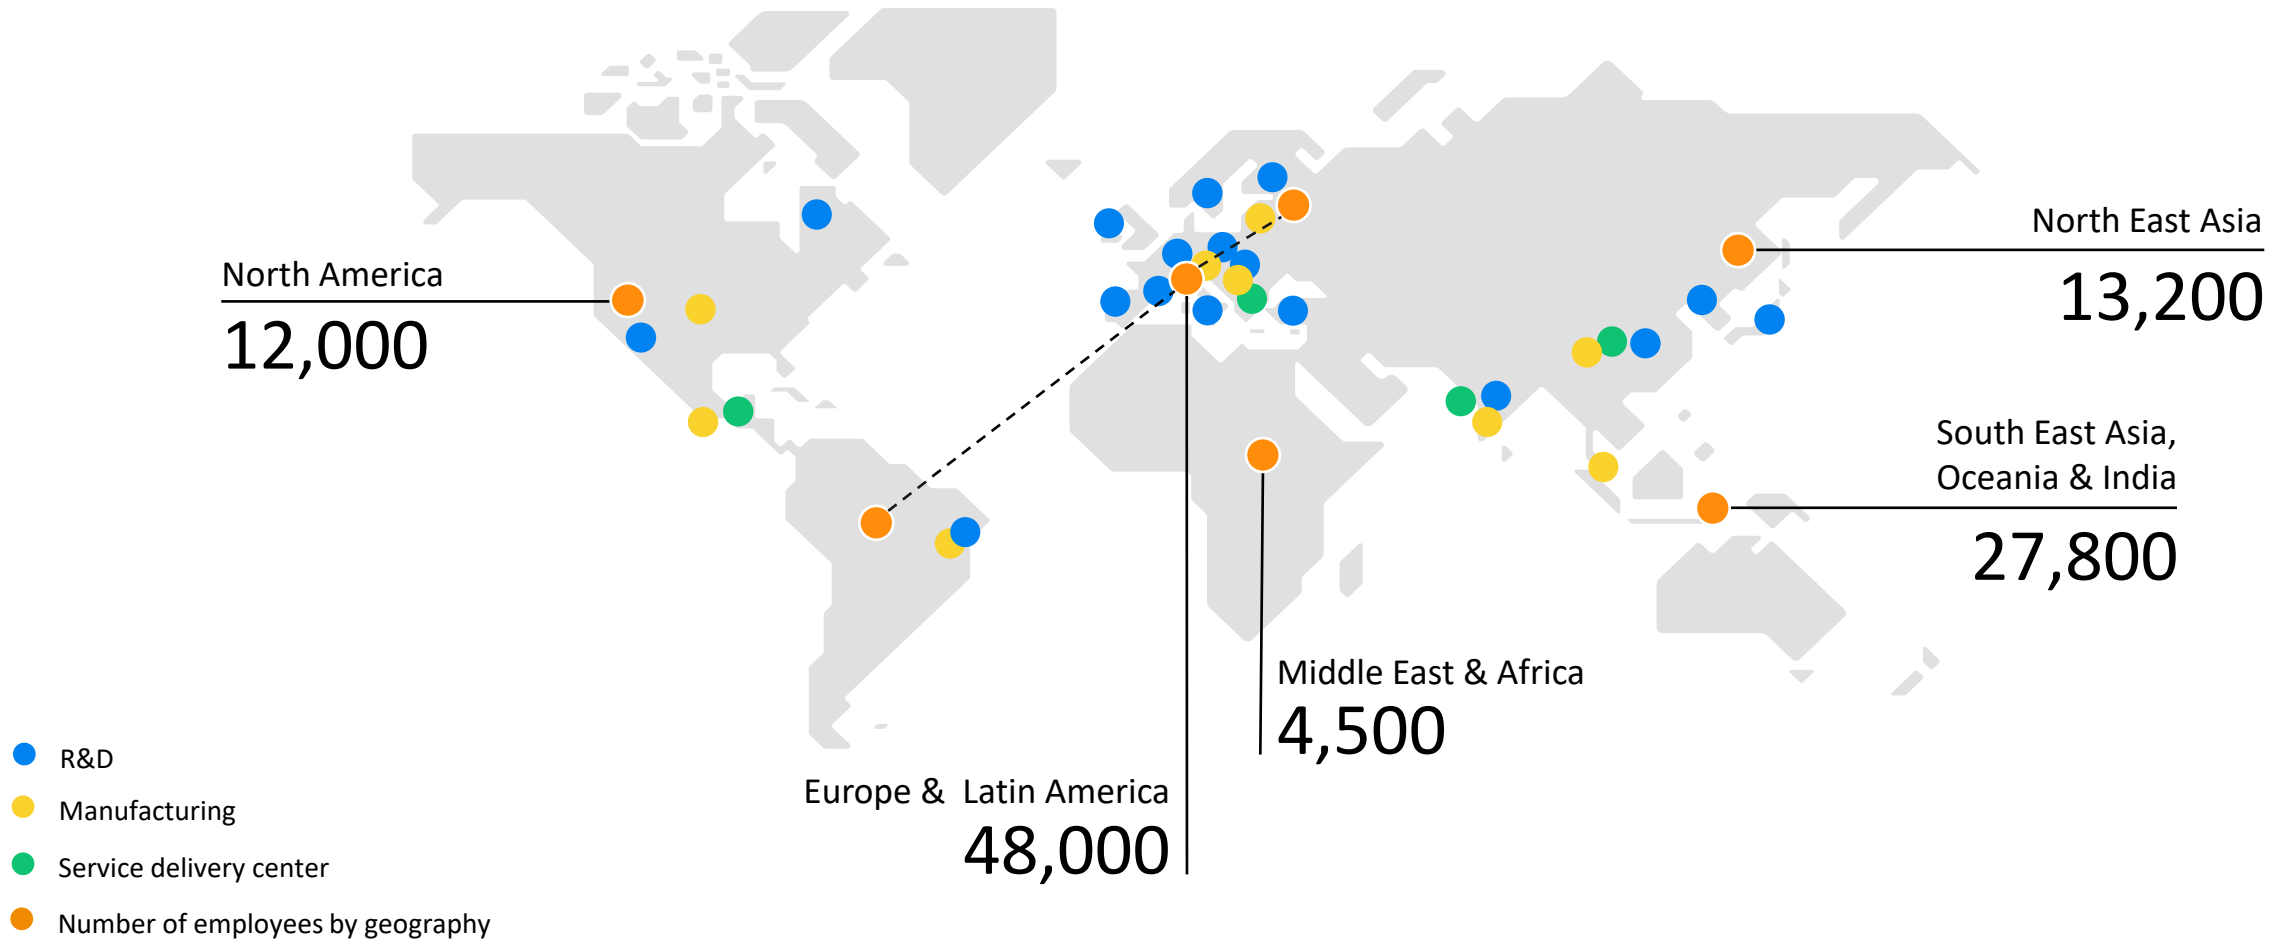 North America
12,000
North East Asia
13,200
South East Asia,
Oceania & India
27,800
Middle East & Africa
4,500
Europe & Latin America
48,000
R&D
Manufacturing
Service delivery center
Number of employees by geography